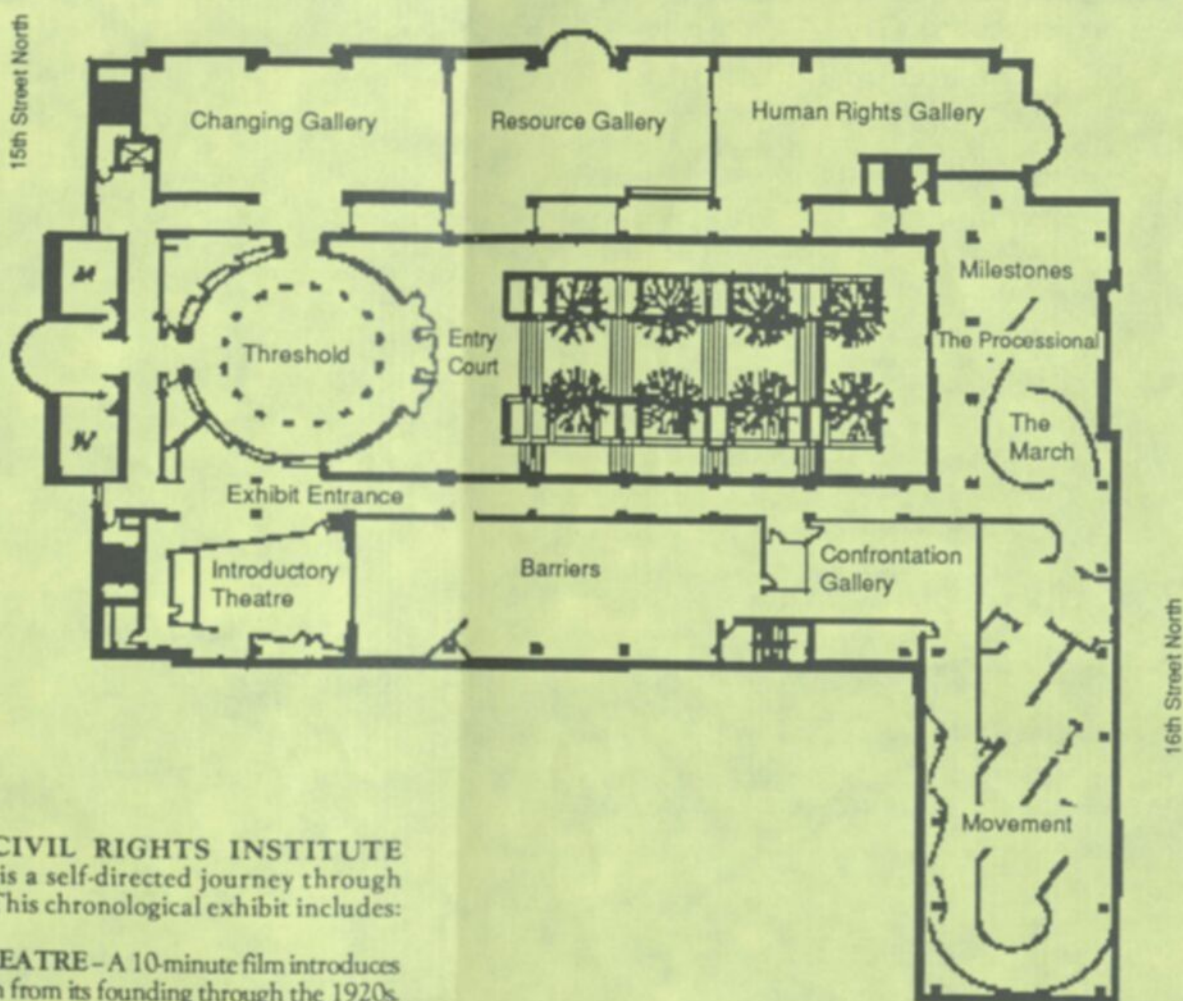 15th Street North
Changing Gallery
Resource Gallery
Human Rights Gallery
M
Threshold
Entry
Court
Milestones
The Processional
The
March
W
Exhibit Entrance
Introductory
Theatre
Barriers
Confrontation
Gallery
16th Street North
Movement
CIVIL RIGHTS INSTITUTE
is a self-directed journey through
This chronological exhibit includes:
EATRE – A 10-minute film introduces
from its founding through the 1920s.